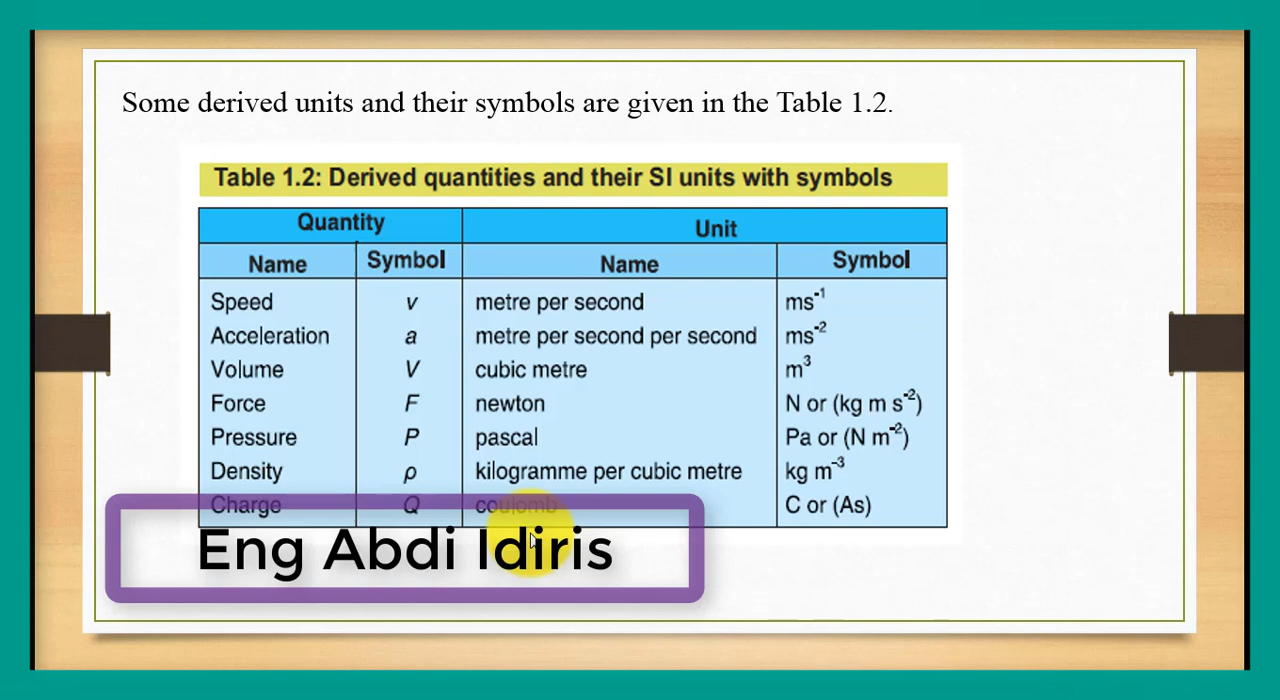 Some derived units and their symbols are given in the Table 1.2.
Table 1.2: Derived quantities and their SI units with symbols
Quantity Unit
Name Symbol Name Symbol
Speed v metre per second ms⁻¹
Acceleration a metre per second per second ms⁻²
Volume V cubic metre m³
Force F newton N or (kg m s⁻²)
Pressure P pascal Pa or (N m⁻²)
Density ρ kilogramme per cubic metre kg m⁻³
Charge Q coulomb C or (As)
Eng Abdi Idiris